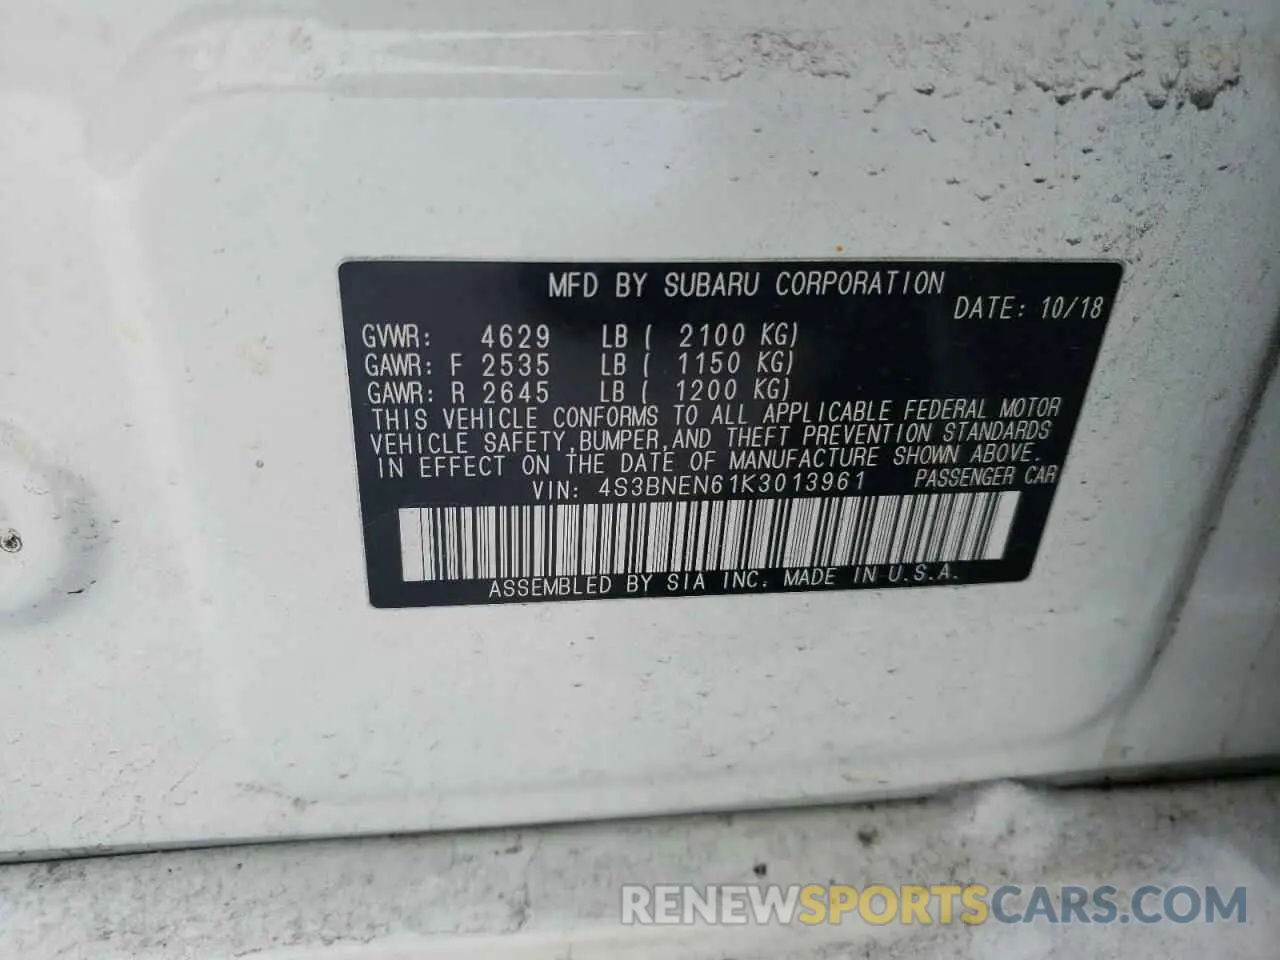 MFD BY SUBARU CORPORATION
DATE: 10/18
GVWR: 4629 LB ( 2100 KG)
GAWR: F 2535 LB ( 1150 KG)
GAWR: R 2645 LB ( 1200 KG)
THIS VEHICLE CONFORMS TO ALL APPLICABLE FEDERAL MOTOR
VEHICLE SAFETY,BUMPER,AND THEFT PREVENTION STANDARDS
IN EFFECT ON THE DATE OF MANUFACTURE SHOWN ABOVE.
VIN: 4S3BNEN61K3013961 PASSENGER CAR
ASSEMBLED BY SIA INC. MADE IN U.S.A.
RENEWSPORTSCARS.COM